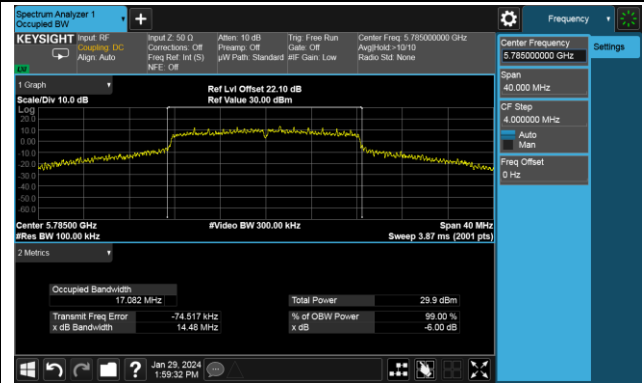 Spectrum Analyzer 1
Occupied BW
Frequency
KEYSIGHT
Input: RF
Coupling: DC
Align: Auto
Input Z: 50 Ω
Corrections: Off
Freq Ref: Int (S)
NFE: Off
Atten: 10 dB
Preamp: Off
µW Path: Standard
Trig: Free Run
Gate: Off
#IF Gain: Low
Center Freq: 5.785000000 GHz
Avg|Hold:>10/10
Radio Std: None
Center Frequency
5.785000000 GHz
Settings
Span
40.000 MHz
CF Step
4.000000 MHz
Auto
Man
Freq Offset
0 Hz
1 Graph
Scale/Div 10.0 dB
Ref Lvl Offset 22.10 dB
Ref Value 30.00 dBm
Log
20.0
10.0
0.00
-10.0
-20.0
-30.0
-40.0
-50.0
-60.0
Center 5.78500 GHz
#Video BW 300.00 kHz
Span 40 MHz
#Res BW 100.00 kHz
Sweep 3.87 ms (2001 pts)
2 Metrics
Occupied Bandwidth
17.082 MHz
Total Power
29.9 dBm
Transmit Freq Error
-74.517 kHz
% of OBW Power
99.00 %
x dB Bandwidth
14.48 MHz
x dB
-6.00 dB
?
Jan 29, 2024
1:59:32 PM